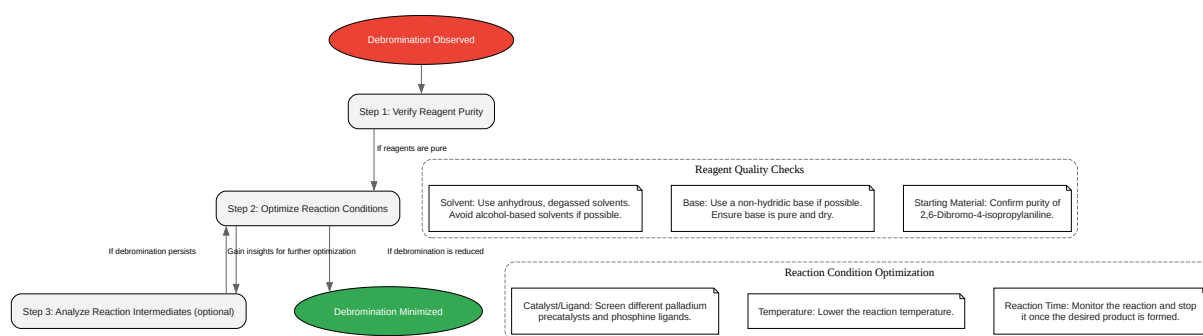 Debromination Observed
Step 1: Verify Reagent Purity
If reagents are pure
Reagent Quality Checks
Solvent: Use anhydrous, degassed solvents.
Avoid alcohol-based solvents if possible.
Base: Use a non-hydridic base if possible.
Ensure base is pure and dry.
Starting Material: Confirm purity of
2,6-Dibromo-4-isopropylaniline.
Step 2: Optimize Reaction Conditions
If debromination persists
Gain insights for further optimization
If debromination is reduced
Reaction Condition Optimization
Step 3: Analyze Reaction Intermediates (optional)
Debromination Minimized
Catalyst/Ligand: Screen different palladium
precatalysts and phosphine ligands.
Temperature: Lower the reaction temperature.
Reaction Time: Monitor the reaction and stop
it once the desired product is formed.